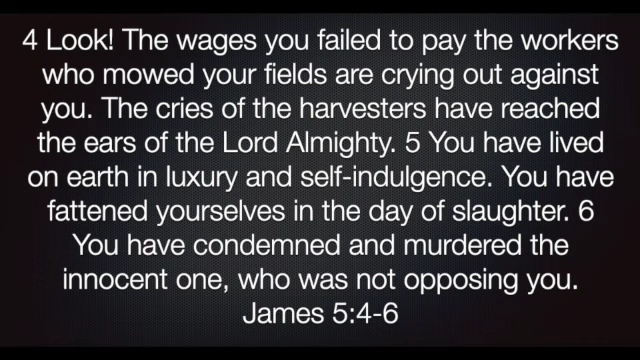 4 Look! The wages you failed to pay the workers
who mowed your fields are crying out against
you. The cries of the harvesters have reached
the ears of the Lord Almighty. 5 You have lived
on earth in luxury and self-indulgence. You have
fattened yourselves in the day of slaughter. 6
You have condemned and murdered the
innocent one, who was not opposing you.
James 5:4-6